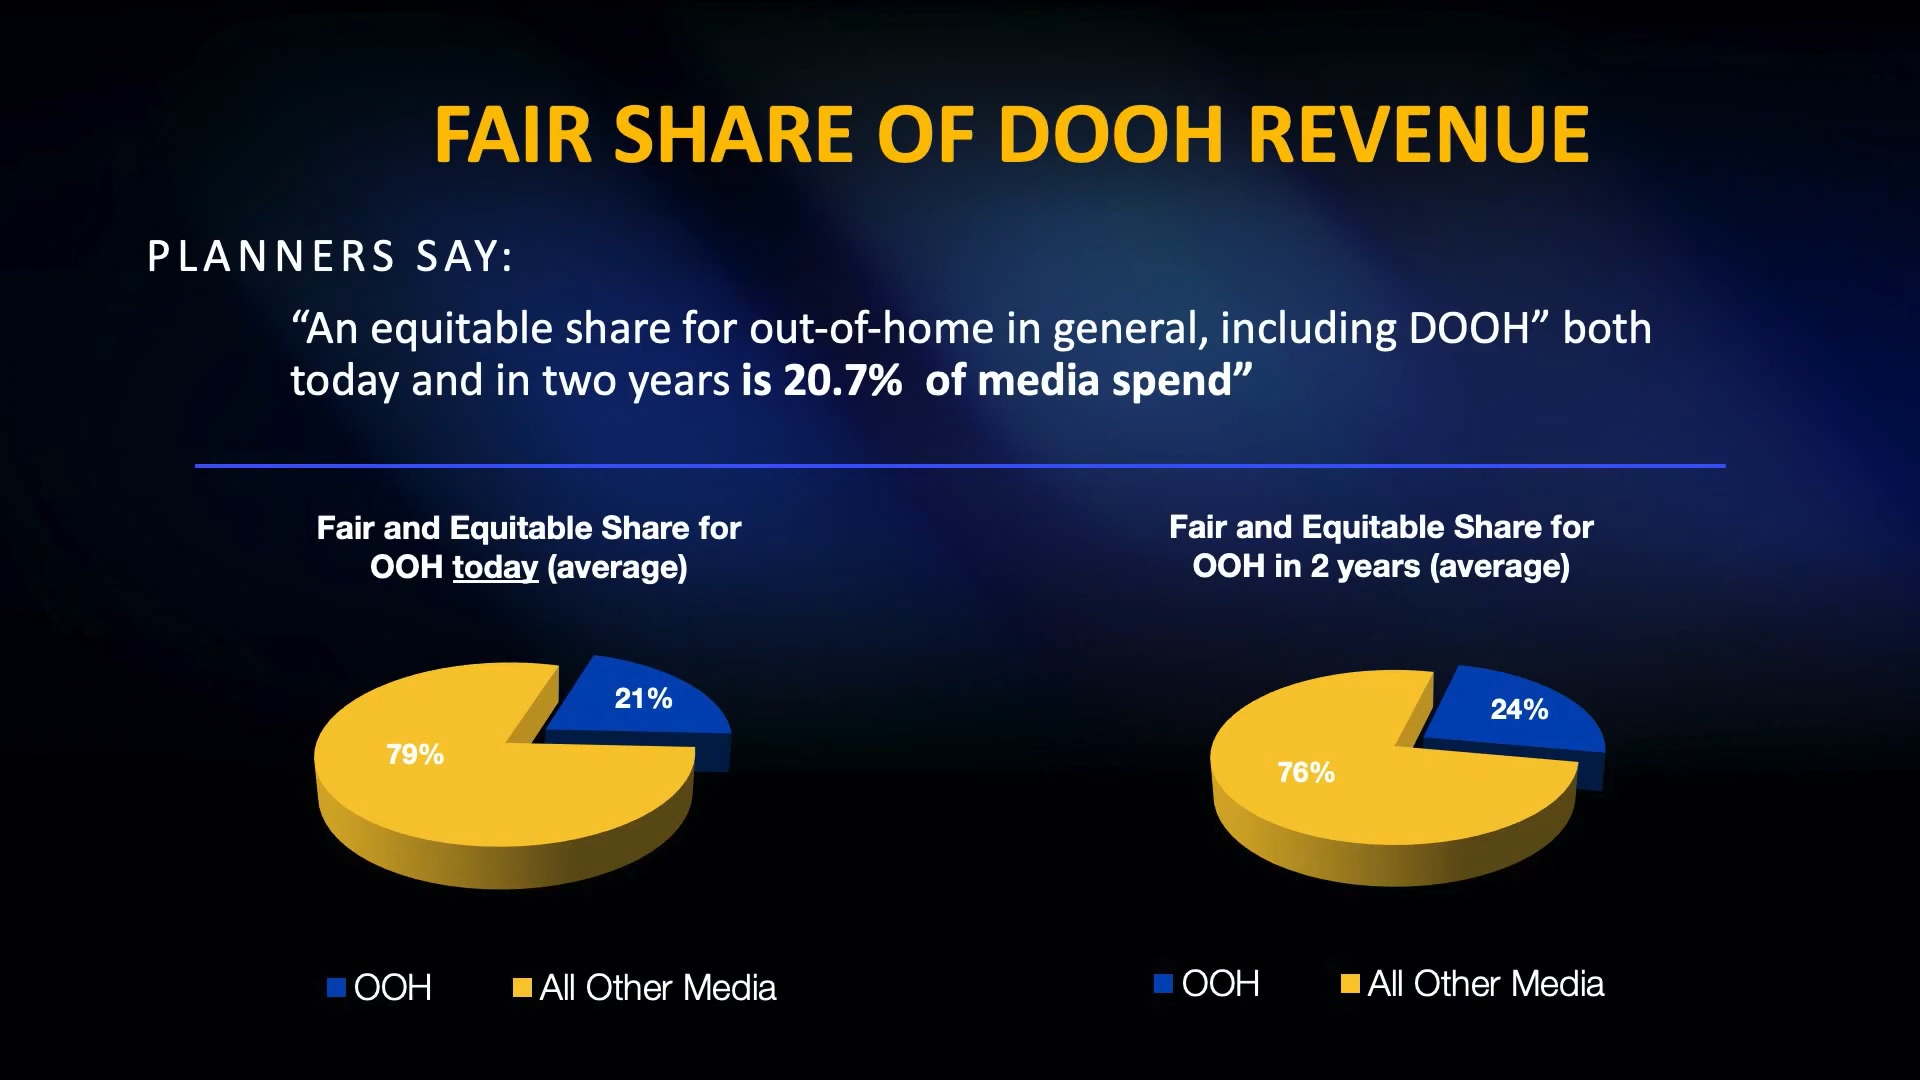 FAIR SHARE OF DOOH REVENUE
PLANNERS SAY:
“An equitable share for out-of-home in general, including DOOH” both
today and in two years is 20.7%  of media spend”
Fair and Equitable Share for
OOH today (average)
21%
79%
OOH
All Other Media
Fair and Equitable Share for
OOH in 2 years (average)
24%
76%
OOH
All Other Media